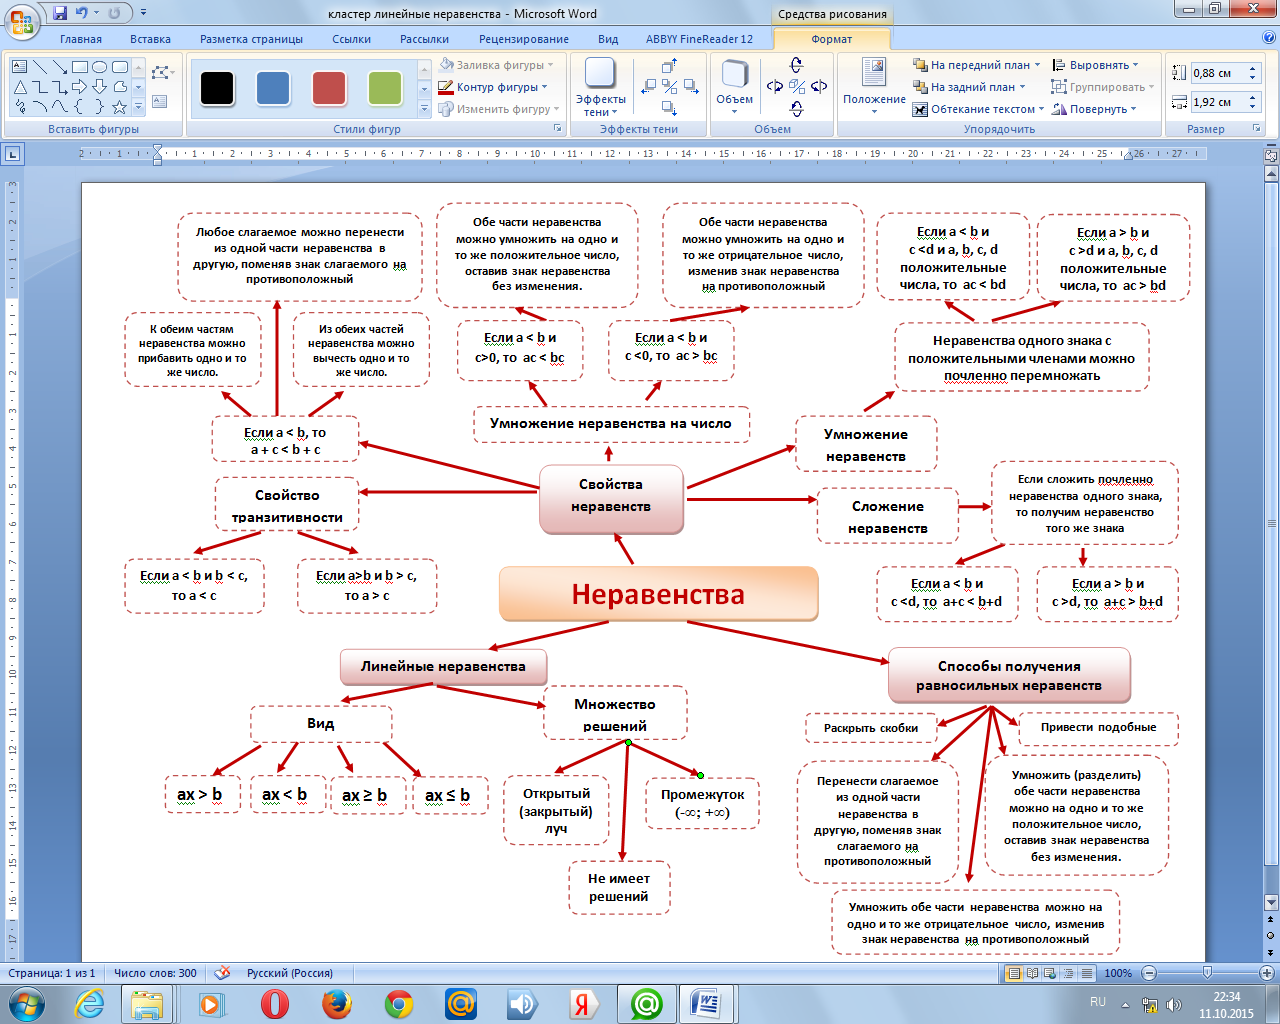 кластер линейные неравенства - Microsoft Word
Средства рисования
Главная
Вставка
Разметка страницы
Ссылки
Рассылки
Рецензирование
Вид
ABBYY FineReader 12
Формат
Заливка фигуры
Контур фигуры
Изменить фигуру
Эффекты
тени
Объем
Положение
На передний план
На задний план
Обтекание текстом
Выровнять
Группировать
Повернуть
0,88 см
1,92 см
Вставить фигуры
Стили фигур
Эффекты тени
Объем
Упорядочить
Размер
Любое слагаемое можно перенести
из одной части неравенства в
другую, поменяв знак слагаемого на
противоположный
Обе части неравенства
можно умножить на одно и
то же положительное число,
оставив знак неравенства
без изменения.
Обе части неравенства
можно умножить на одно и
то же отрицательное число,
изменив знак неравенства
на противоположный
Если a < b и
c <d и a, b, c, d
положительные
числа, то ac < bd
Если a > b и
c >d и a, b, c, d
положительные
числа, то ac > bd
К обеим частям
неравенства можно
прибавить одно и то
же число.
Из обеих частей
неравенства можно
вычесть одно и то
же число.
Если a < b и
c>0, то ac < bc
Если a < b и
c <0, то ac > bc
Неравенства одного знака с
положительными членами можно
почленно перемножать
Если a < b, то
a + c < b + c
Умножение неравенства на число
Умножение
неравенств
Свойство
транзитивности
Свойства
неравенств
Сложение
неравенств
Если сложить почленно
неравенства одного знака,
то получим неравенство
того же знака
Если a < b и b < c,
то a < c
Если a>b и b > c,
то a > c
Неравенства
Если a < b и
c <d, то a+c < b+d
Если a > b и
c >d, то a+c > b+d
Линейные неравенства
Способы получения
равносильных неравенств
Вид
Множество
решений
Раскрыть скобки
Привести подобные
ax > b
ax < b
ax ≥ b
ax ≤ b
Открытый
(закрытый)
луч
Промежуток
(-∞; +∞)
Не имеет
решений
Перенести слагаемое
из одной части
неравенства в
другую, поменяв знак
слагаемого на
противоположный
Умножить (разделить)
обе части неравенства
можно на одно и то же
положительное число,
оставив знак неравенства
без изменения.
Умножить обе части неравенства можно на
одно и то же отрицательное число, изменив
знак неравенства на противоположный
Страница: 1 из 1
Число слов: 300
Русский (Россия)
100%
RU
22:34
11.10.2015